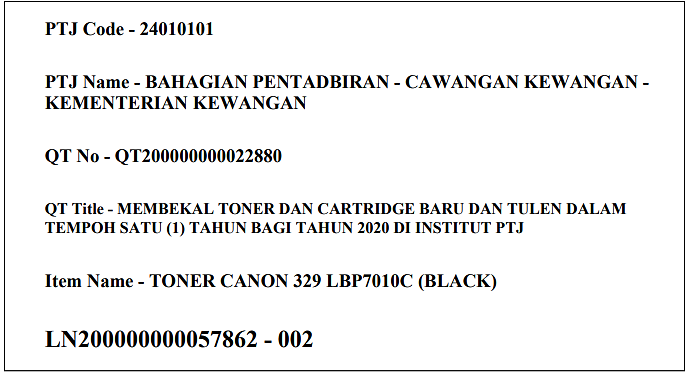 PTJ Code - 24010101
PTJ Name - BAHAGIAN PENTADBIRAN - CAWANGAN KEWANGAN -
KEMENTERIAN KEWANGAN
QT No - QT200000000022880
QT Title - MEMBEKAL TONER DAN CARTRIDGE BARU DAN TULEN DALAM
TEMPOH SATU (1) TAHUN BAGI TAHUN 2020 DI INSTITUT PTJ
Item Name - TONER CANON 329 LBP7010C (BLACK)
LN200000000057862 - 002